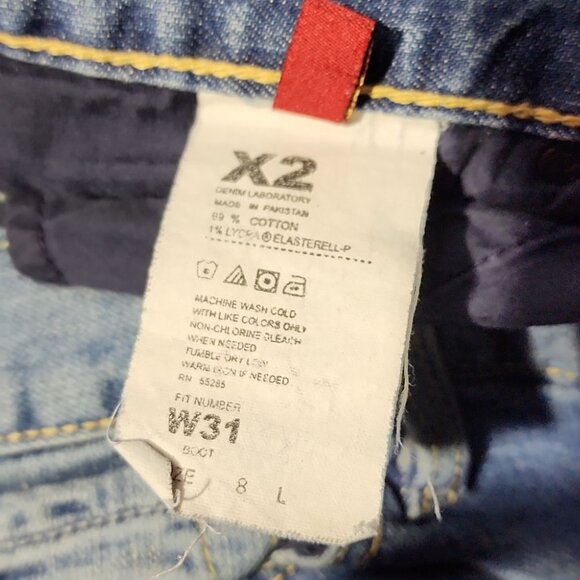 X2
DENIM LABORATORY
MADE IN PAKISTAN
99 % COTTON
1% LYCRA® ELASTERELL-P
MACHINE WASH COLD
WITH LIKE COLORS ONLY
NON-CHLORINE BLEACH
WHEN NEEDED
TUMBLE DRY LOW
WARM IRON IF NEEDED
RN 55285
FIT NUMBER
W31
BOOT
ZE 8 L